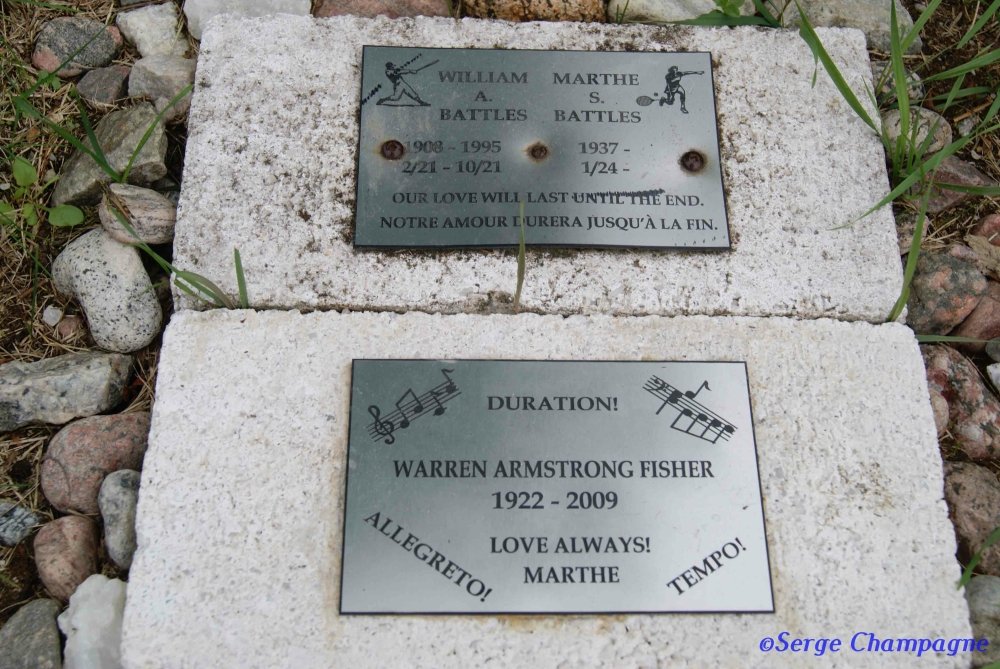 WILLIAM MARTHE
A. S.
BATTLES BATTLES
1908 - 1995 1937 -
2/21 - 10/21 1/24 -
OUR LOVE WILL LAST UNTIL THE END.
NOTRE AMOUR DURERA JUSQU'À LA FIN.
DURATION!
WARREN ARMSTRONG FISHER
1922 - 2009
ALLEGRETO!
LOVE ALWAYS!
MARTHE
TEMPO!
©Serge Champagne